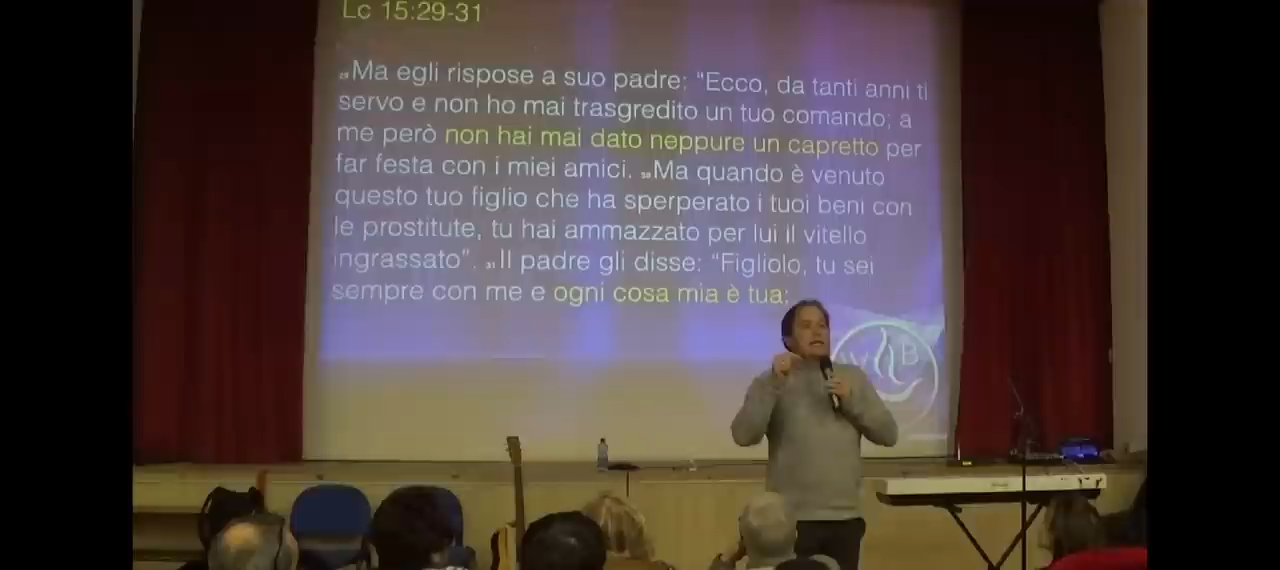 Lc 15:29-31
29Ma egli rispose a suo padre: "Ecco, da tanti anni ti
servo e non ho mai trasgredito un tuo comando; a
me però non hai mai dato neppure un capretto per
far festa con i miei amici. 30Ma quando è venuto
questo tuo figlio che ha sperperato i tuoi beni con
le prostitute, tu hai ammazzato per lui il vitello
ingrassato". 31Il padre gli disse: "Figliolo, tu sei
sempre con me e ogni cosa mia è tua;
W B